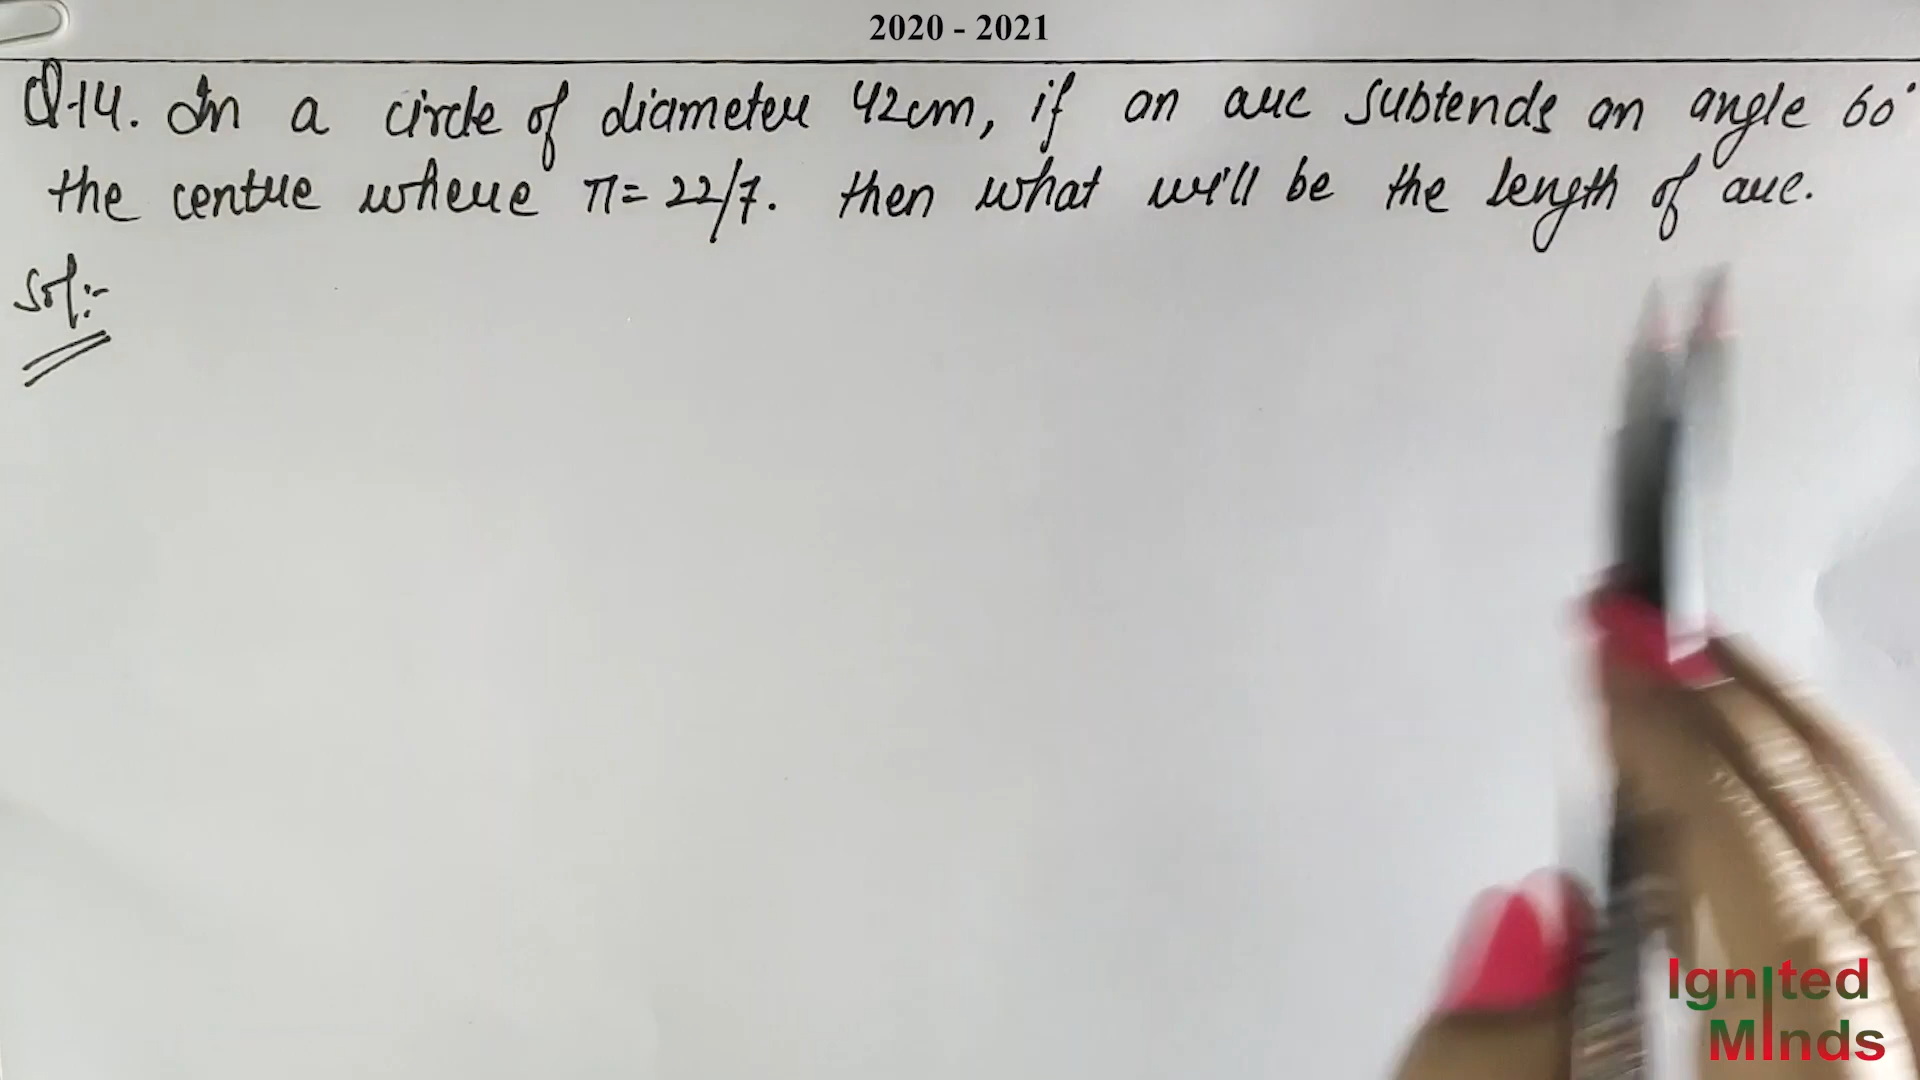 2020 - 2021
Q.14. In a circle of diameter 42cm, if an arc subtends an angle 60°
the centre where π = 22/7. then what will be the length of arc.
Sol:-
Ignited
Minds